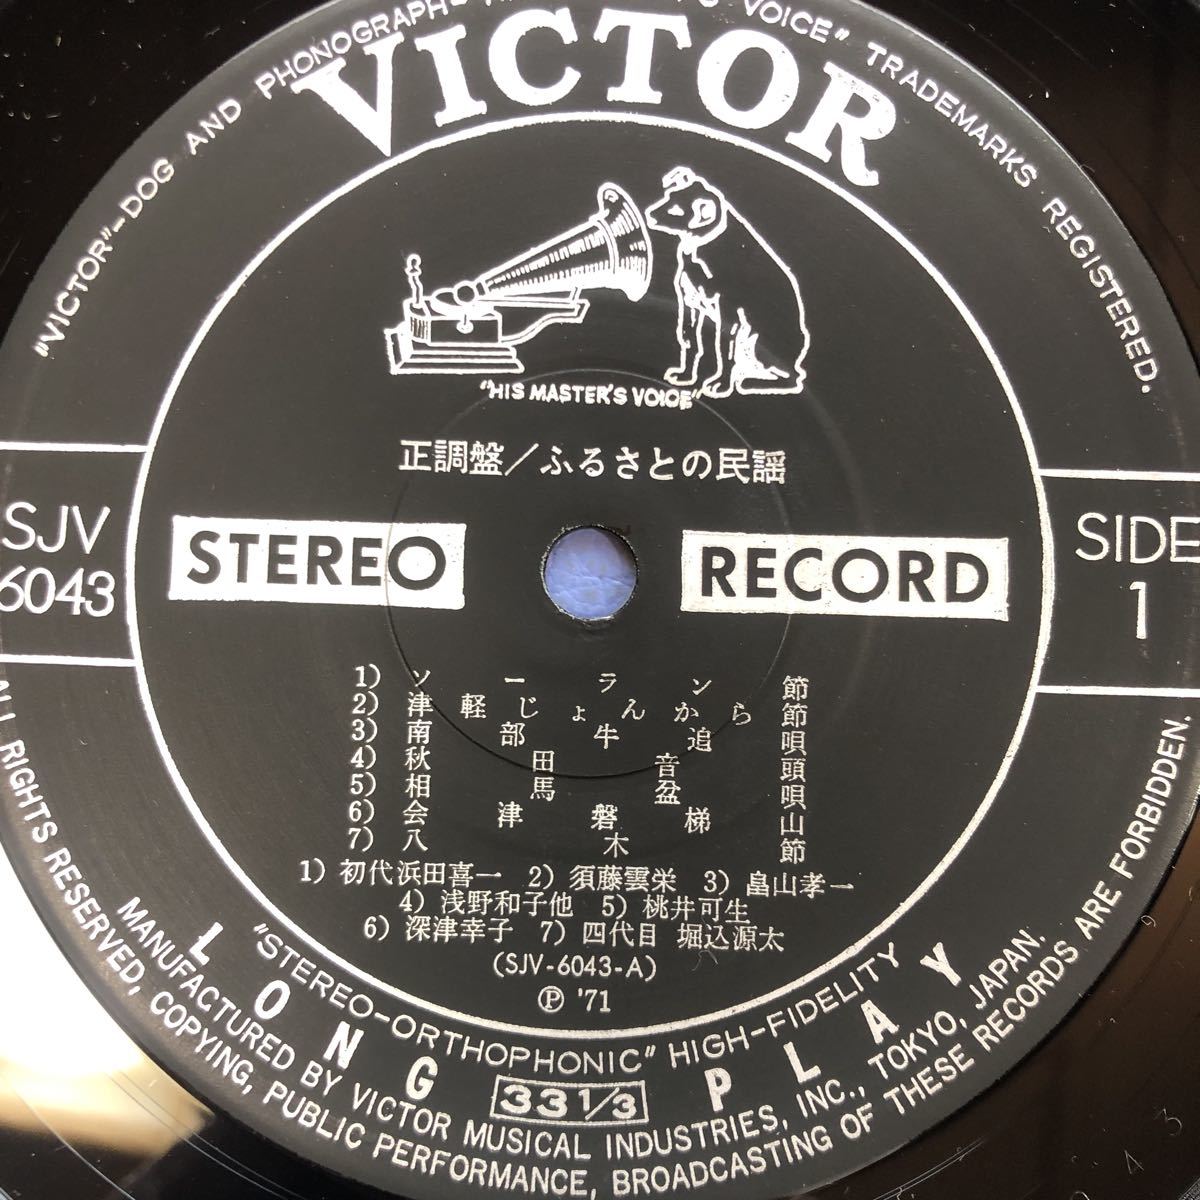 "VICTOR"-DOG AND PHONOGRAPH- VOICE" TRADEMARKS REGISTERED.
VICTOR
"HIS MASTER'S VOICE"
正調盤/ふるさとの民謡
SJV
6043
STEREO
RECORD
SIDE
1
1) ソーラン節
2) 津軽じょんから節
3) 南部牛追唄
4) 秋田音頭
5) 相馬盆唄
6) 会津磐梯山
7) 八木節
1) 初代浜田喜一 2) 須藤雲栄 3) 畠山孝一
4) 浅野和子他 5) 桃井可生
6) 深津幸子 7) 四代目 堀込源太
(SJV-6043-A)
Ⓟ '71
"STEREO-ORTHOPHONIC" HIGH-FIDELITY
LONG 33 1/3 PLAY
MANUFACTURED BY VICTOR MUSICAL INDUSTRIES, INC., TOKYO, JAPAN.
ALL RIGHTS RESERVED, COPYING, PUBLIC PERFORMANCE, BROADCASTING OF THESE RECORDS ARE FORBIDDEN.